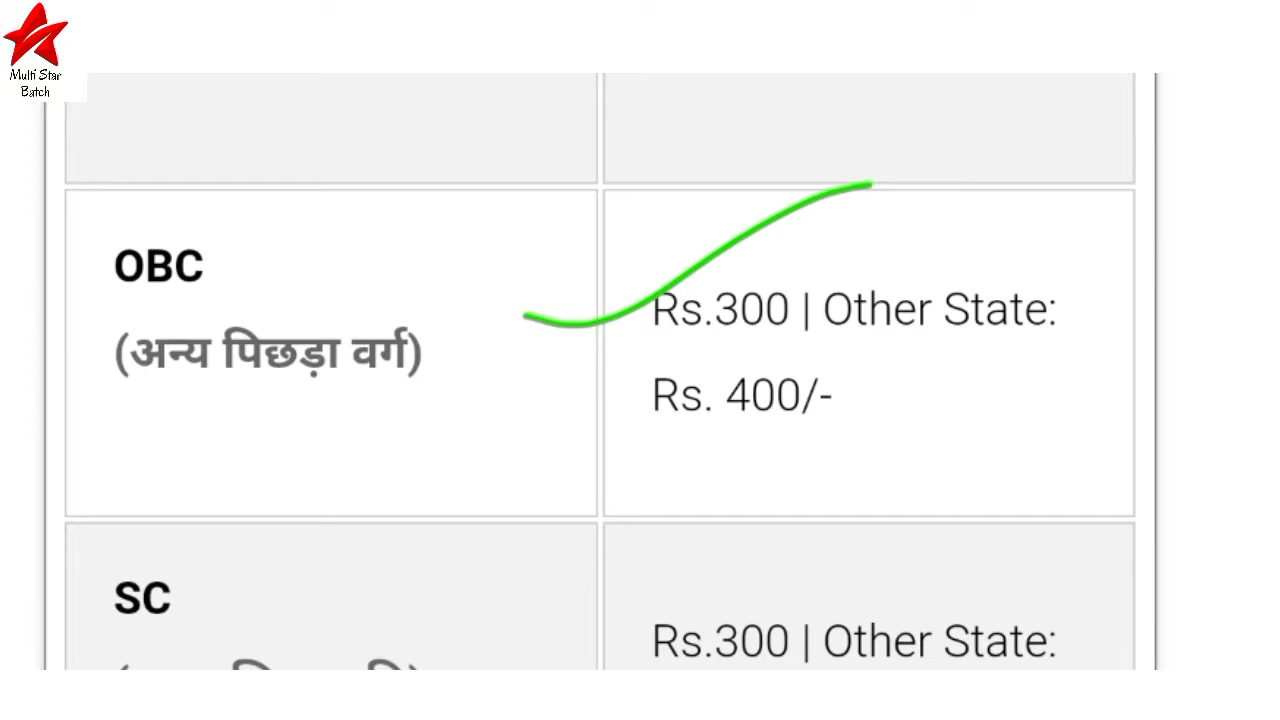 Multi Star
Batch
OBC
(अन्य पिछड़ा वर्ग)
Rs.300 | Other State:
Rs. 400/-
SC
Rs.300 | Other State: